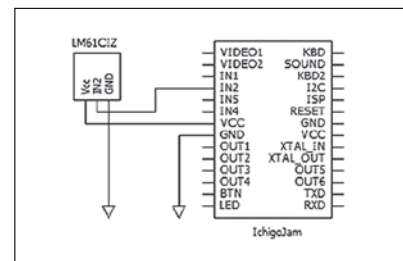 LM61CIZ
Vcc
IN2
GND
VIDEO1 KBD
VIDEO2 SOUND
IN1 KBD2
IN2 I2C
IN5 ISP
IN4 RESET
VCC GND
GND VCC
OUT1 XTAL_IN
OUT2 XTAL_OUT
OUT3 OUT5
OUT4 OUT6
BTN TXD
LED RXD
IchigoJam